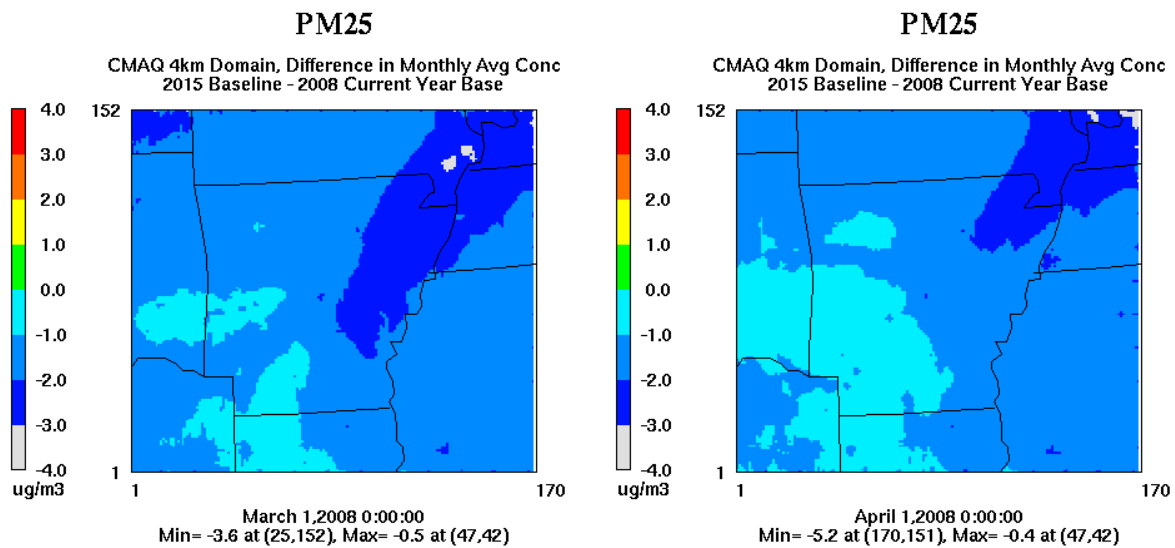 PM25
CMAQ 4km Domain, Difference in Monthly Avg Conc
2015 Baseline - 2008 Current Year Base
4.0
3.0
2.0
1.0
0.0
-1.0
-2.0
-3.0
-4.0
ug/m3
152
1
1
170
March 1,2008 0:00:00
Min= -3.6 at (25,152), Max= -0.5 at (47,42)
PM25
CMAQ 4km Domain, Difference in Monthly Avg Conc
2015 Baseline - 2008 Current Year Base
4.0
3.0
2.0
1.0
0.0
-1.0
-2.0
-3.0
-4.0
ug/m3
152
1
1
170
April 1,2008 0:00:00
Min= -5.2 at (170,151), Max= -0.4 at (47,42)